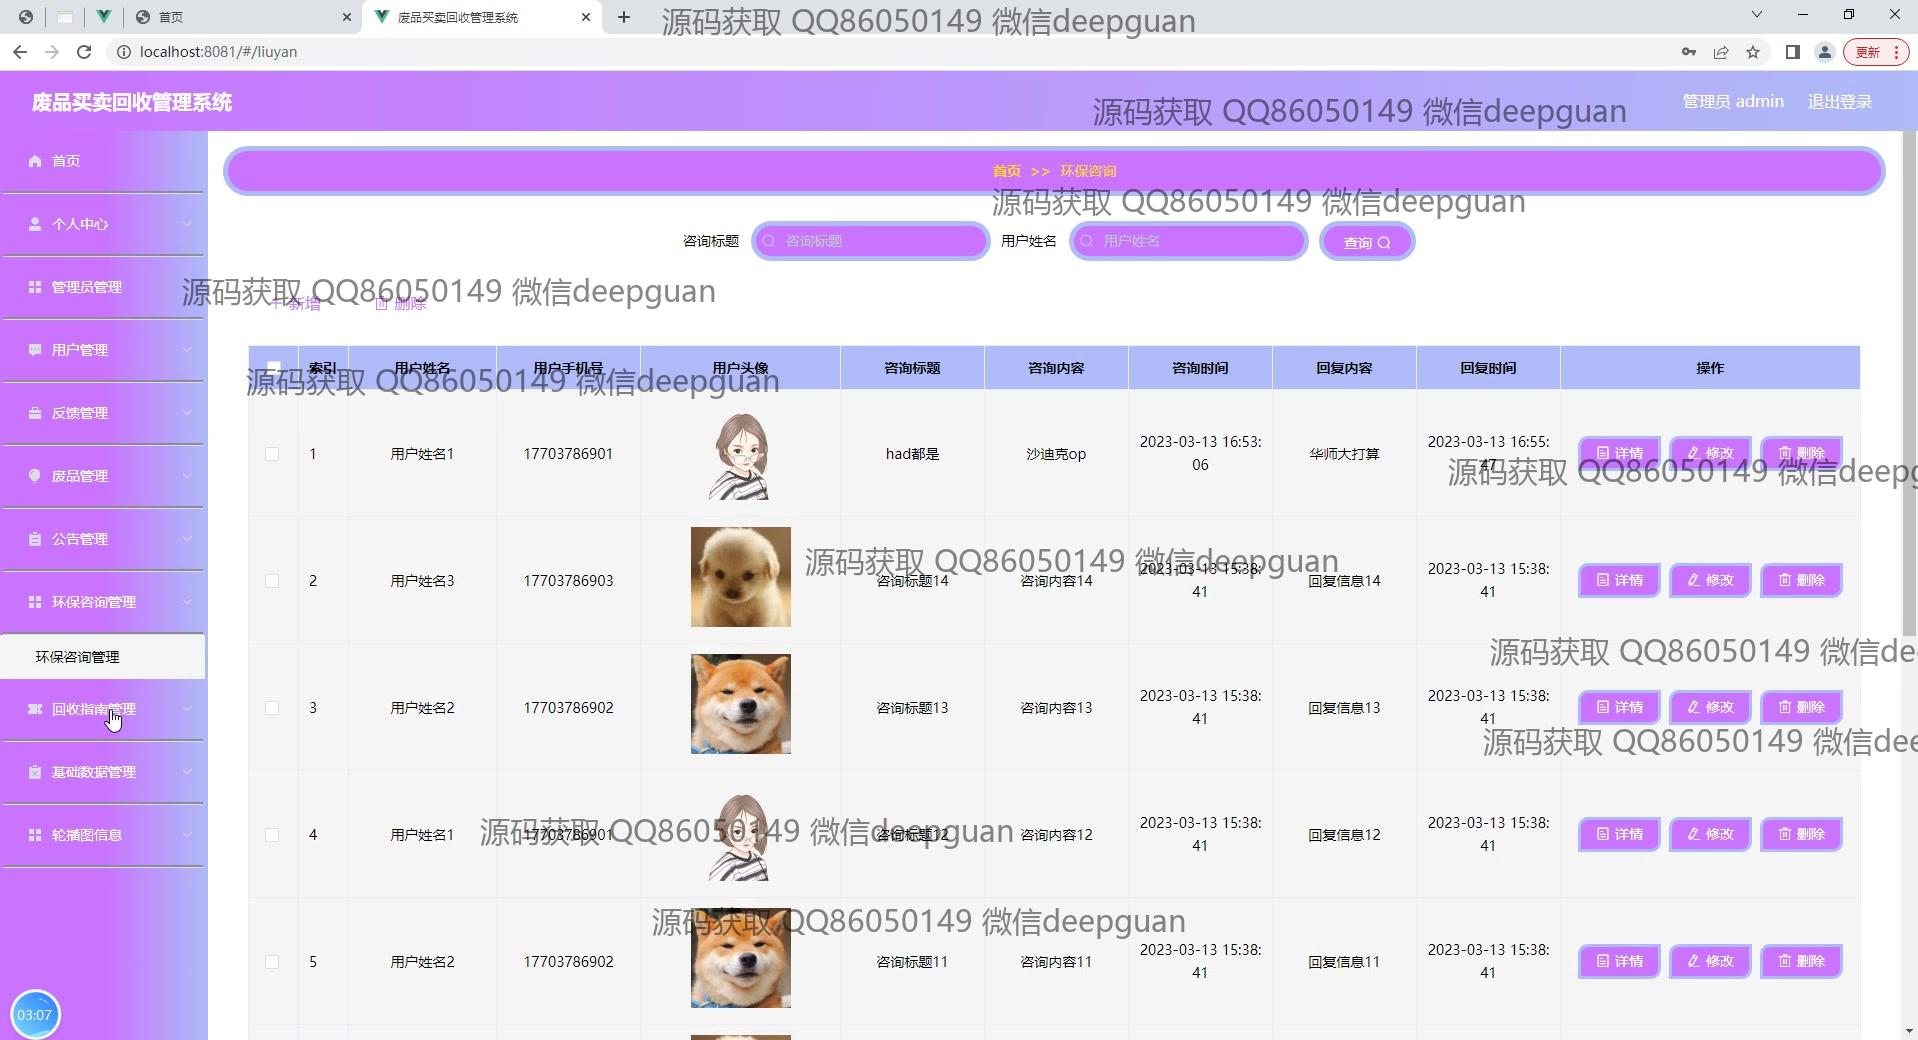 首页
废品买卖回收管理系统
源码获取 QQ86050149 微信deepguan
localhost:8081/#/liuyan
更新
废品买卖回收管理系统
源码获取 QQ86050149 微信deepguan
管理员 admin
退出登录
首页
个人中心
管理员管理
用户管理
反馈管理
废品管理
公告管理
环保咨询管理
环保咨询管理
回收指南管理
基础数据管理
轮播图信息
03:07
首页 >> 环保咨询
源码获取 QQ86050149 微信deepguan
咨询标题 咨询标题 用户姓名 用户姓名 查询
源码获取 QQ86050149 微信deepguan
+ 新增 删除
索引 用户姓名 用户手机号 用户头像 咨询标题 咨询内容 咨询时间 回复内容 回复时间 操作
源码获取 QQ86050149 微信deepguan
1 用户姓名1 17703786901 had都是 沙迪克op 2023-03-13 16:53:06 华师大打算 2023-03-13 16:55:47 详情 修改 删除
源码获取 QQ86050149 微信deepg
源码获取 QQ86050149 微信deepguan
2 用户姓名3 17703786903 咨询标题14 咨询内容14 2023-03-13 15:38:41 回复信息14 2023-03-13 15:38:41 详情 修改 删除
源码获取 QQ86050149 微信dee
3 用户姓名2 17703786902 咨询标题13 咨询内容13 2023-03-13 15:38:41 回复信息13 2023-03-13 15:38:41 详情 修改 删除
源码获取 QQ86050149 微信dee
4 用户姓名1 17703786901 咨询标题12 咨询内容12 2023-03-13 15:38:41 回复信息12 2023-03-13 15:38:41 详情 修改 删除
源码获取 QQ86050149 微信deepguan
源码获取 QQ86050149 微信deepguan
5 用户姓名2 17703786902 咨询标题11 咨询内容11 2023-03-13 15:38:41 回复信息11 2023-03-13 15:38:41 详情 修改 删除